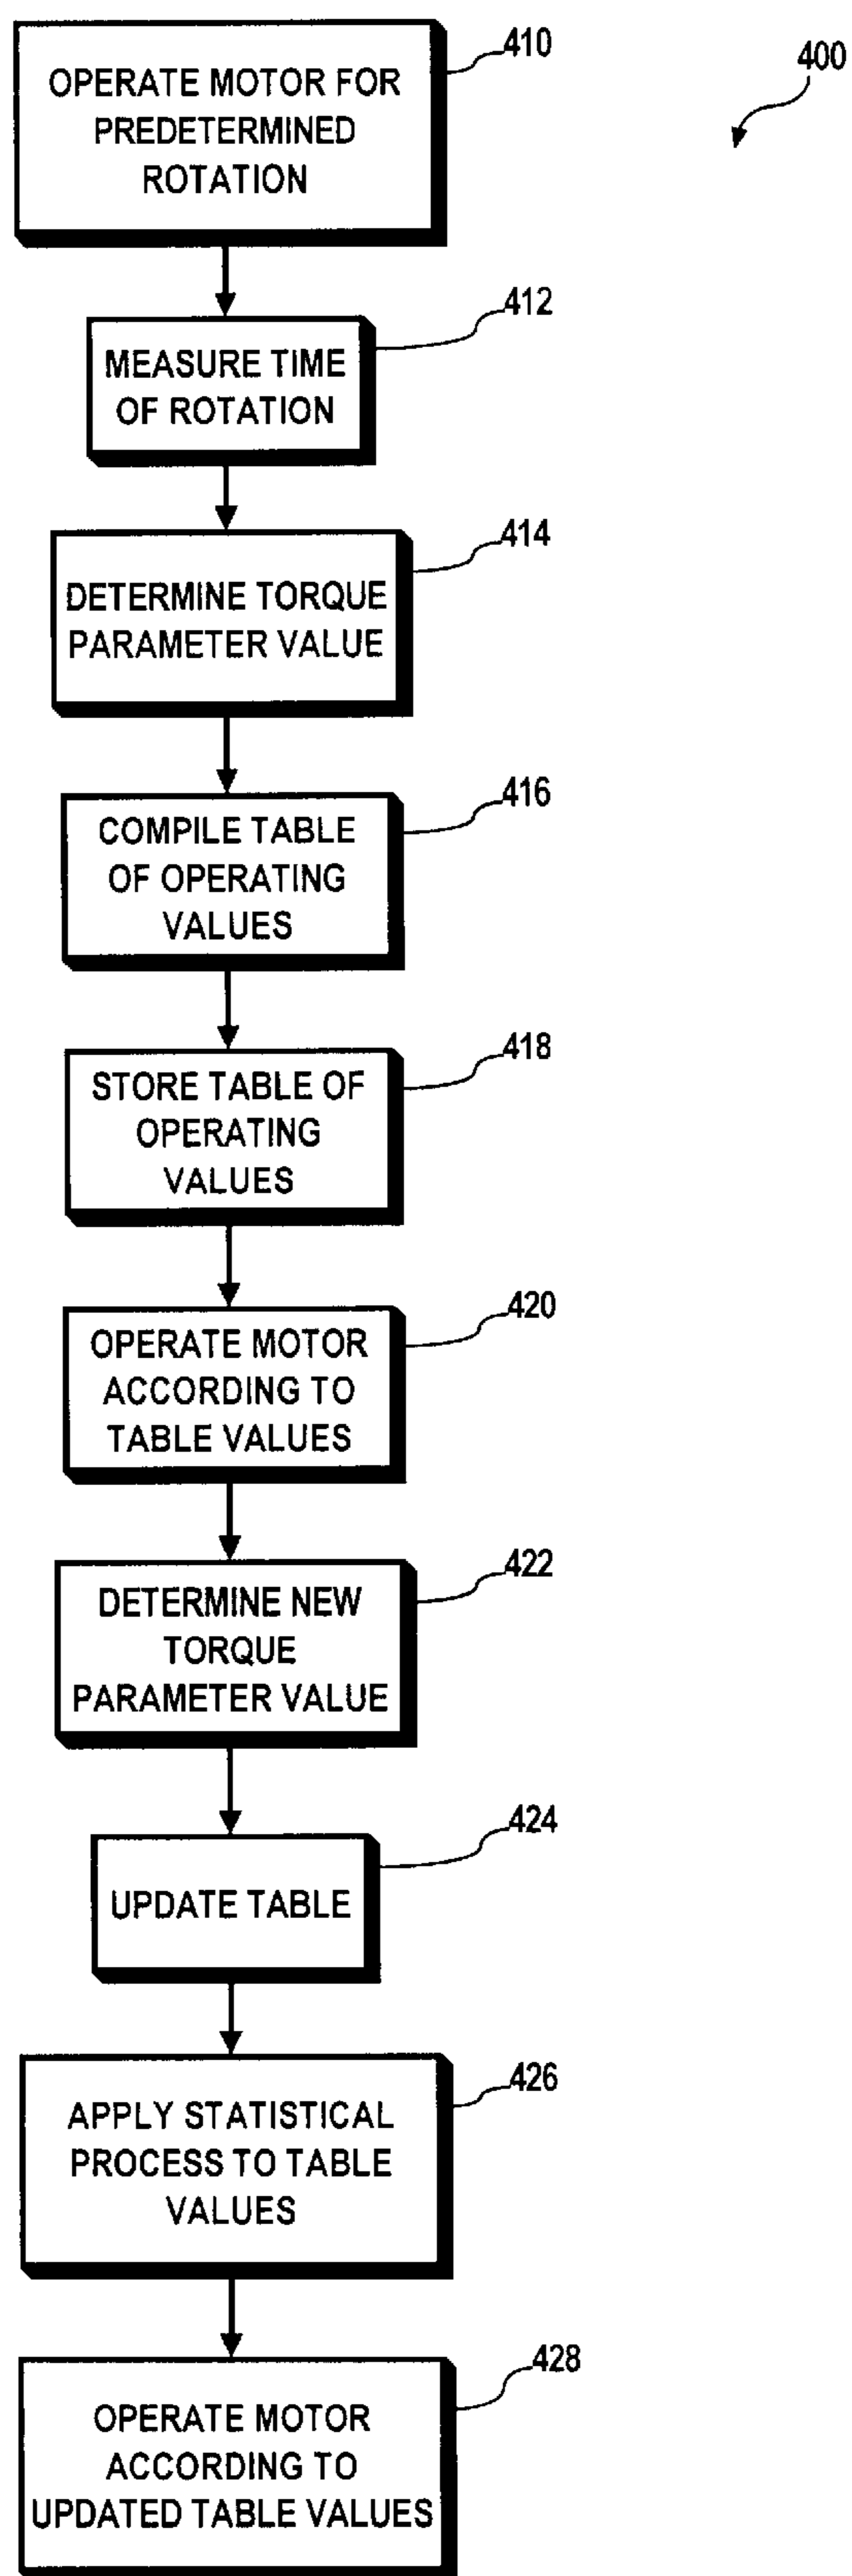 410
400
OPERATE MOTOR FOR
PREDETERMINED
ROTATION
412
MEASURE TIME
OF ROTATION
414
DETERMINE TORQUE
PARAMETER VALUE
416
COMPILE TABLE
OF OPERATING
VALUES
418
STORE TABLE OF
OPERATING
VALUES
420
OPERATE MOTOR
ACCORDING TO
TABLE VALUES
422
DETERMINE NEW
TORQUE
PARAMETER VALUE
424
UPDATE TABLE
426
APPLY STATISTICAL
PROCESS TO TABLE
VALUES
428
OPERATE MOTOR
ACCORDING TO
UPDATED TABLE VALUES